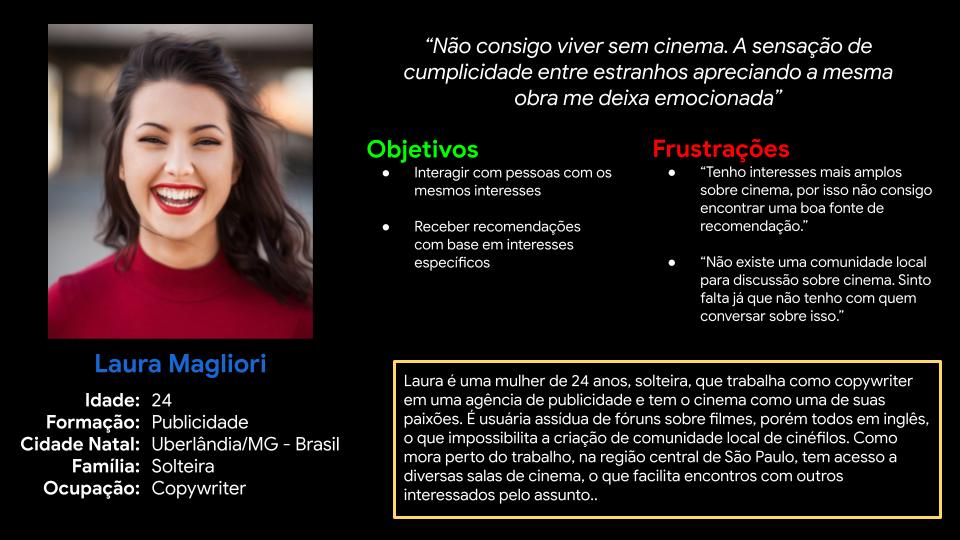 “Não consigo viver sem cinema. A sensação de
cumplicidade entre estranhos apreciando a mesma
obra me deixa emocionada”
Objetivos
● Interagir com pessoas com os
mesmos interesses
● Receber recomendações
com base em interesses
específicos
Frustrações
● “Tenho interesses mais amplos
sobre cinema, por isso não consigo
encontrar uma boa fonte de
recomendação.”
● “Não existe uma comunidade local
para discussão sobre cinema. Sinto
falta já que não tenho com quem
conversar sobre isso.”
Laura Magliori
Idade: 24
Formação: Publicidade
Cidade Natal: Uberlândia/MG - Brasil
Família: Solteira
Ocupação: Copywriter
Laura é uma mulher de 24 anos, solteira, que trabalha como copywriter
em uma agência de publicidade e tem o cinema como uma de suas
paixões. É usuária assídua de fóruns sobre filmes, porém todos em inglês,
o que impossibilita a criação de comunidade local de cinéfilos. Como
mora perto do trabalho, na região central de São Paulo, tem acesso a
diversas salas de cinema, o que facilita encontros com outros
interessados pelo assunto..